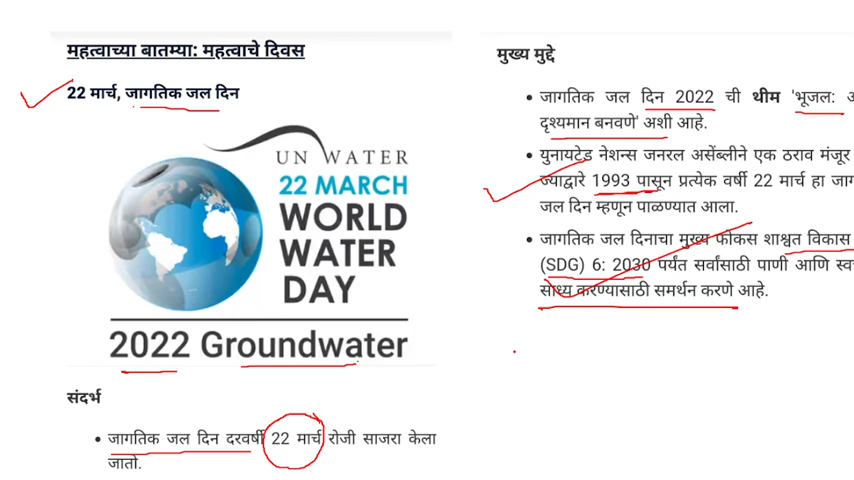 महत्वाच्या बातम्या: महत्वाचे दिवस
22 मार्च, जागतिक जल दिन
UN WATER
22 MARCH
WORLD
WATER
DAY
2022 Groundwater
संदर्भ
• जागतिक जल दिन दरवर्षी 22 मार्च रोजी साजरा केला
जातो.
मुख्य मुद्दे
• जागतिक जल दिन 2022 ची थीम 'भूजल:
दृश्यमान बनवणे' अशी आहे.
• युनायटेड नेशन्स जनरल असेंब्लीने एक ठराव मंजूर
ज्याद्वारे 1993 पासून प्रत्येक वर्षी 22 मार्च हा
जल दिन म्हणून पाळण्यात आला.
• जागतिक जल दिनाचा मुख्य फोकस शाश्वत विकास
(SDG) 6: 2030 पर्यंत सर्वांसाठी पाणी आणि
साध्य करण्यासाठी समर्थन करणे आहे.